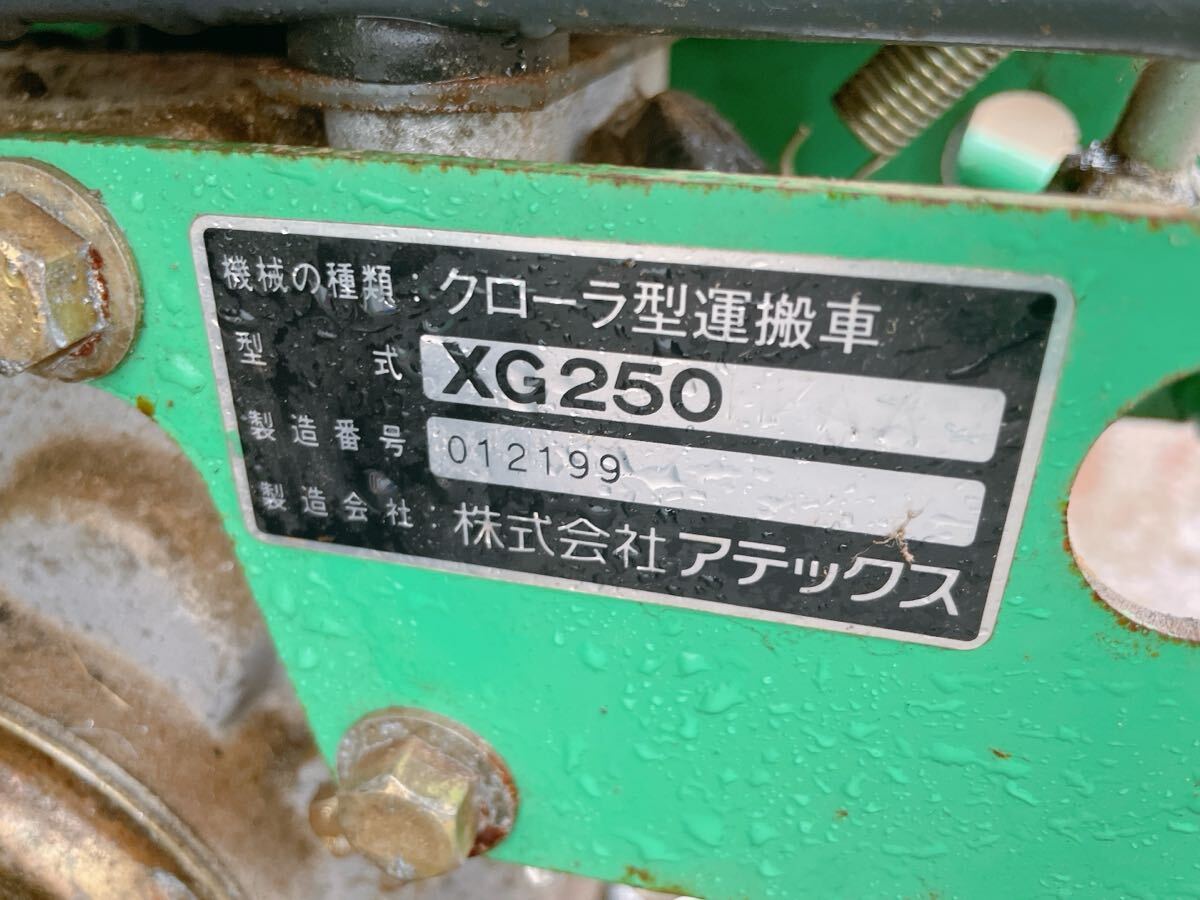 機械の種類：クローラ型運搬車
型式 XG250
製造番号 012199
製造会社：株式会社アテックス